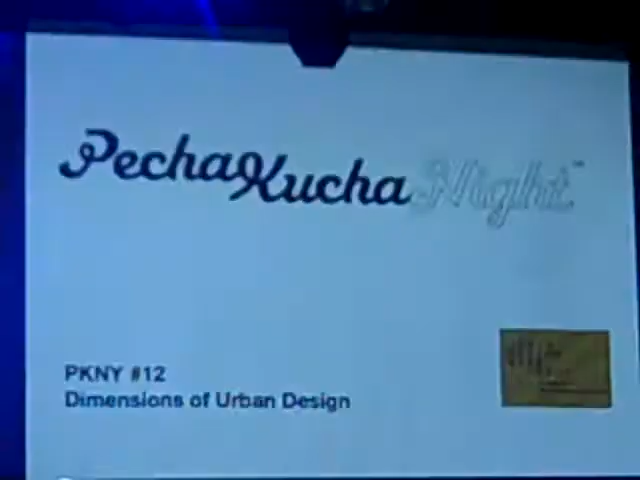 PechaKucha Night™
PKNY #12
Dimensions of Urban Design